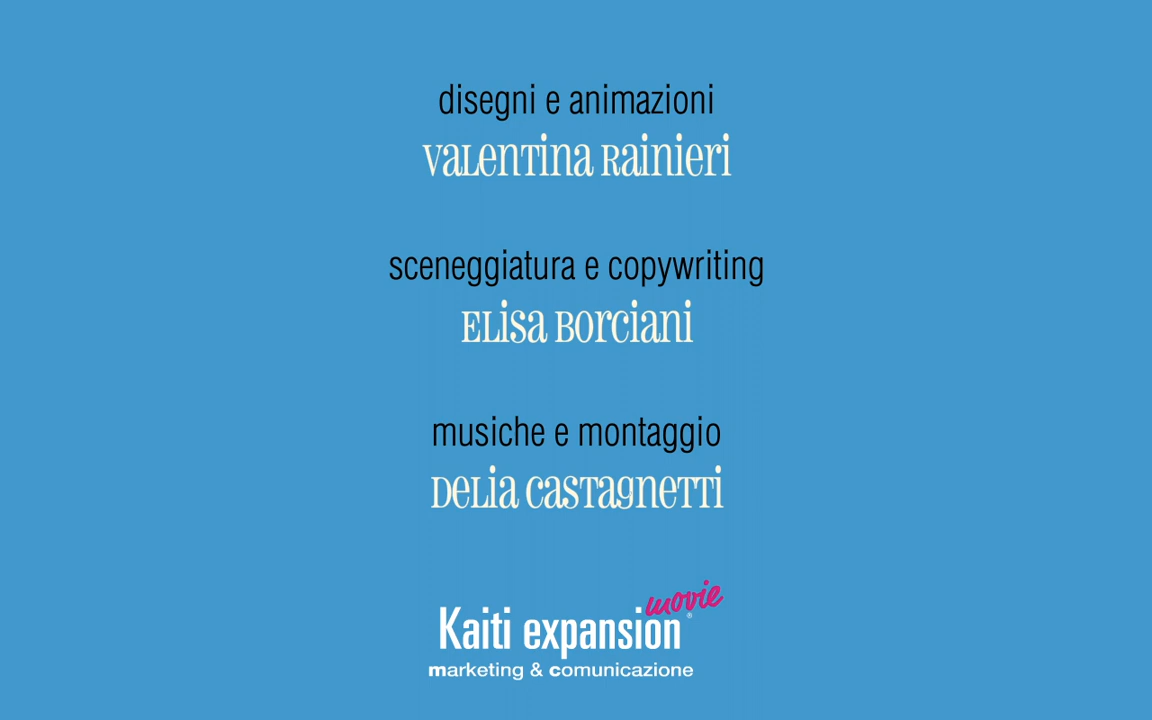 disegni e animazioni
Valentina Rainieri
sceneggiatura e copywriting
Elisa Borciani
musiche e montaggio
Delia Castagnetti
movie
Kaiti expansion®
marketing & comunicazione